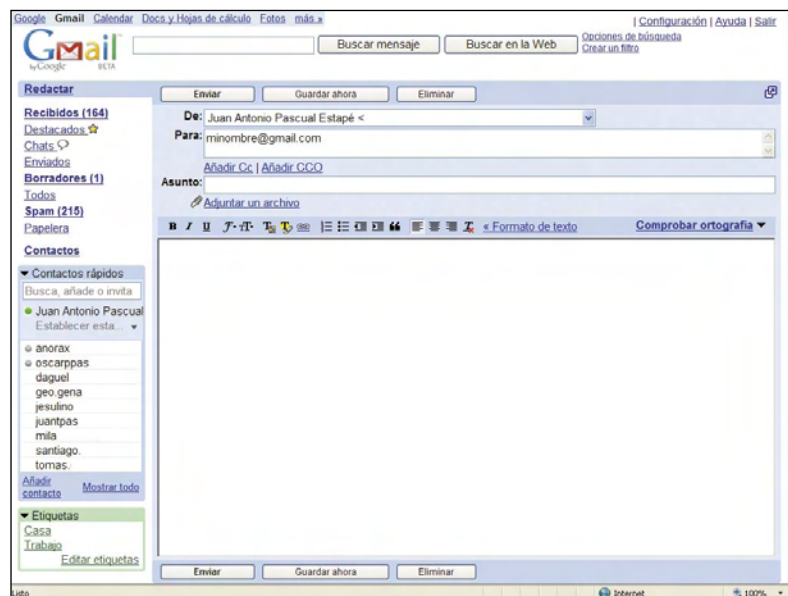 Google Gmail Calendar Docs y Hojas de cálculo Fotos más »
| Configuración | Ayuda | Salir
Gmail
by Google BETA
Buscar mensaje Buscar en la Web
Opciones de búsqueda
Crear un filtro
Redactar
Recibidos (164)
Destacados
Chats
Enviados
Borradores (1)
Todos
Spam (215)
Papelera
Contactos
Contactos rápidos
Busca, añade o invita
Juan Antonio Pascual
Establecer esta...
anorax
oscarppas
daguel
geo.gena
jesulino
juantpas
mila
santiago.
tomas.
Añadir contacto
Mostrar todo
Etiquetas
Casa
Trabajo
Editar etiquetas
Enviar Guardar ahora Eliminar
De: Juan Antonio Pascual Estapé <
Para: minombre@gmail.com
Añadir Cc | Añadir CCO
Asunto:
Adjuntar un archivo
B I U « Formato de texto Comprobar ortografía
Enviar Guardar ahora Eliminar
Listo Internet 100%